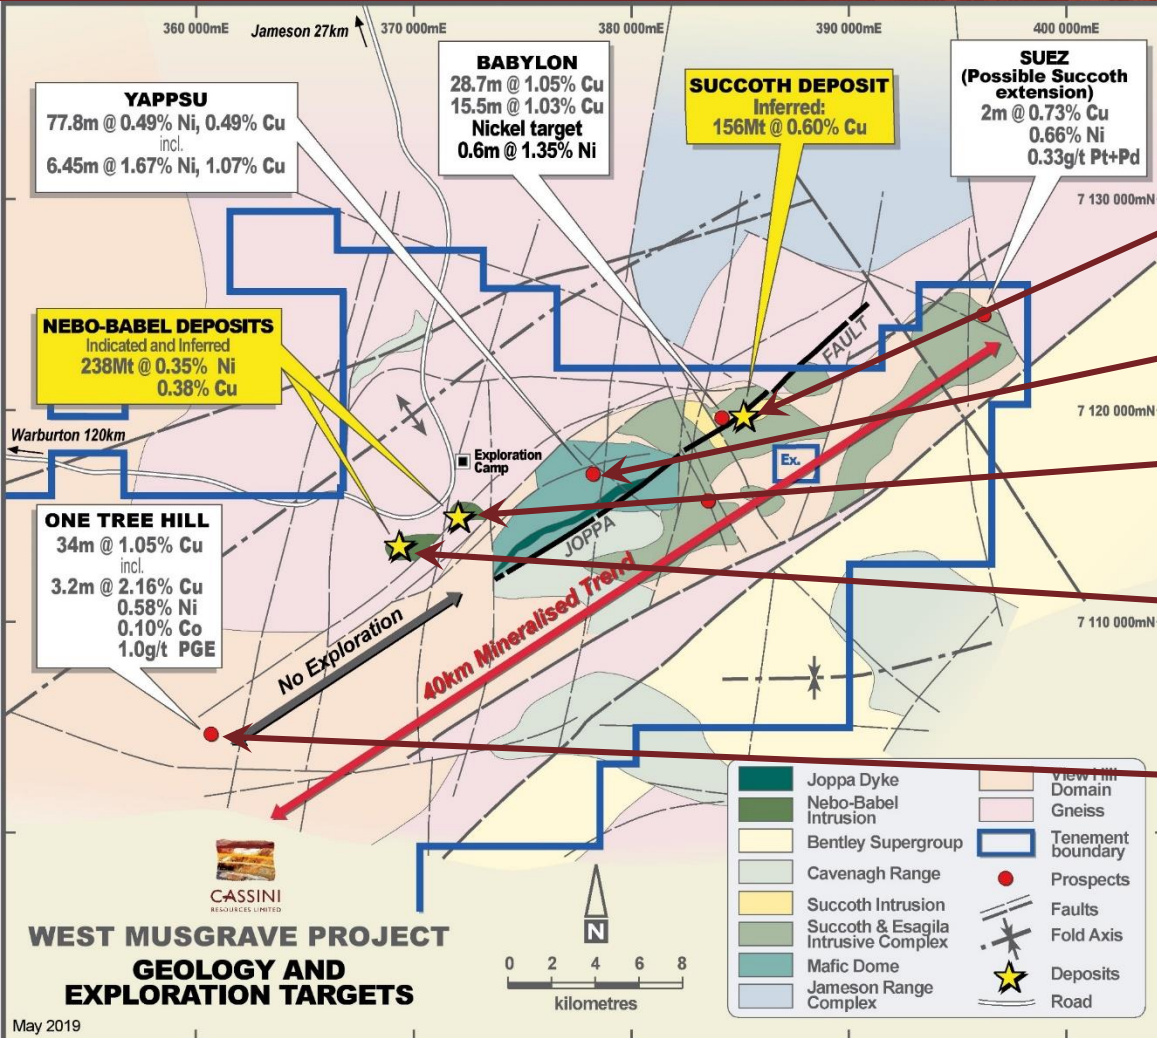 360 000mE
370 000mE
380 000mE
390 000mE
400 000mE
Jameson 27km
YAPPSU
77.8m @ 0.49% Ni, 0.49% Cu
incl.
6.45m @ 1.67% Ni, 1.07% Cu
BABYLON
28.7m @ 1.05% Cu
15.5m @ 1.03% Cu
Nickel target
0.6m @ 1.35% Ni
SUCCOTH DEPOSIT
Inferred:
156Mt @ 0.60% Cu
SUEZ
(Possible Succoth
extension)
2m @ 0.73% Cu
0.66% Ni
0.33g/t Pt+Pd
7 130 000mN
NEBO-BABEL DEPOSITS
Indicated and Inferred
238Mt @ 0.35% Ni
0.38% Cu
FAULT
7 120 000mN
Warburton 120km
Exploration
Camp
Ex.
JOPPA
ONE TREE HILL
34m @ 1.05% Cu
incl.
3.2m @ 2.16% Cu
0.58% Ni
0.10% Co
1.0g/t PGE
No Exploration
40km Mineralised Trend
7 110 000mN
Joppa Dyke
Nebo-Babel
Intrusion
Bentley Supergroup
Cavenagh Range
Succoth Intrusion
Succoth & Esagila
Intrusive Complex
Mafic Dome
Jameson Range
Complex
View Hill
Domain
Gneiss
Tenement
boundary
Prospects
Faults
Fold Axis
Deposits
Road
CASSINI
RESOURCES LIMITED
WEST MUSGRAVE PROJECT
GEOLOGY AND
EXPLORATION TARGETS
N
0 2 4 6 8
kilometres
May 2019